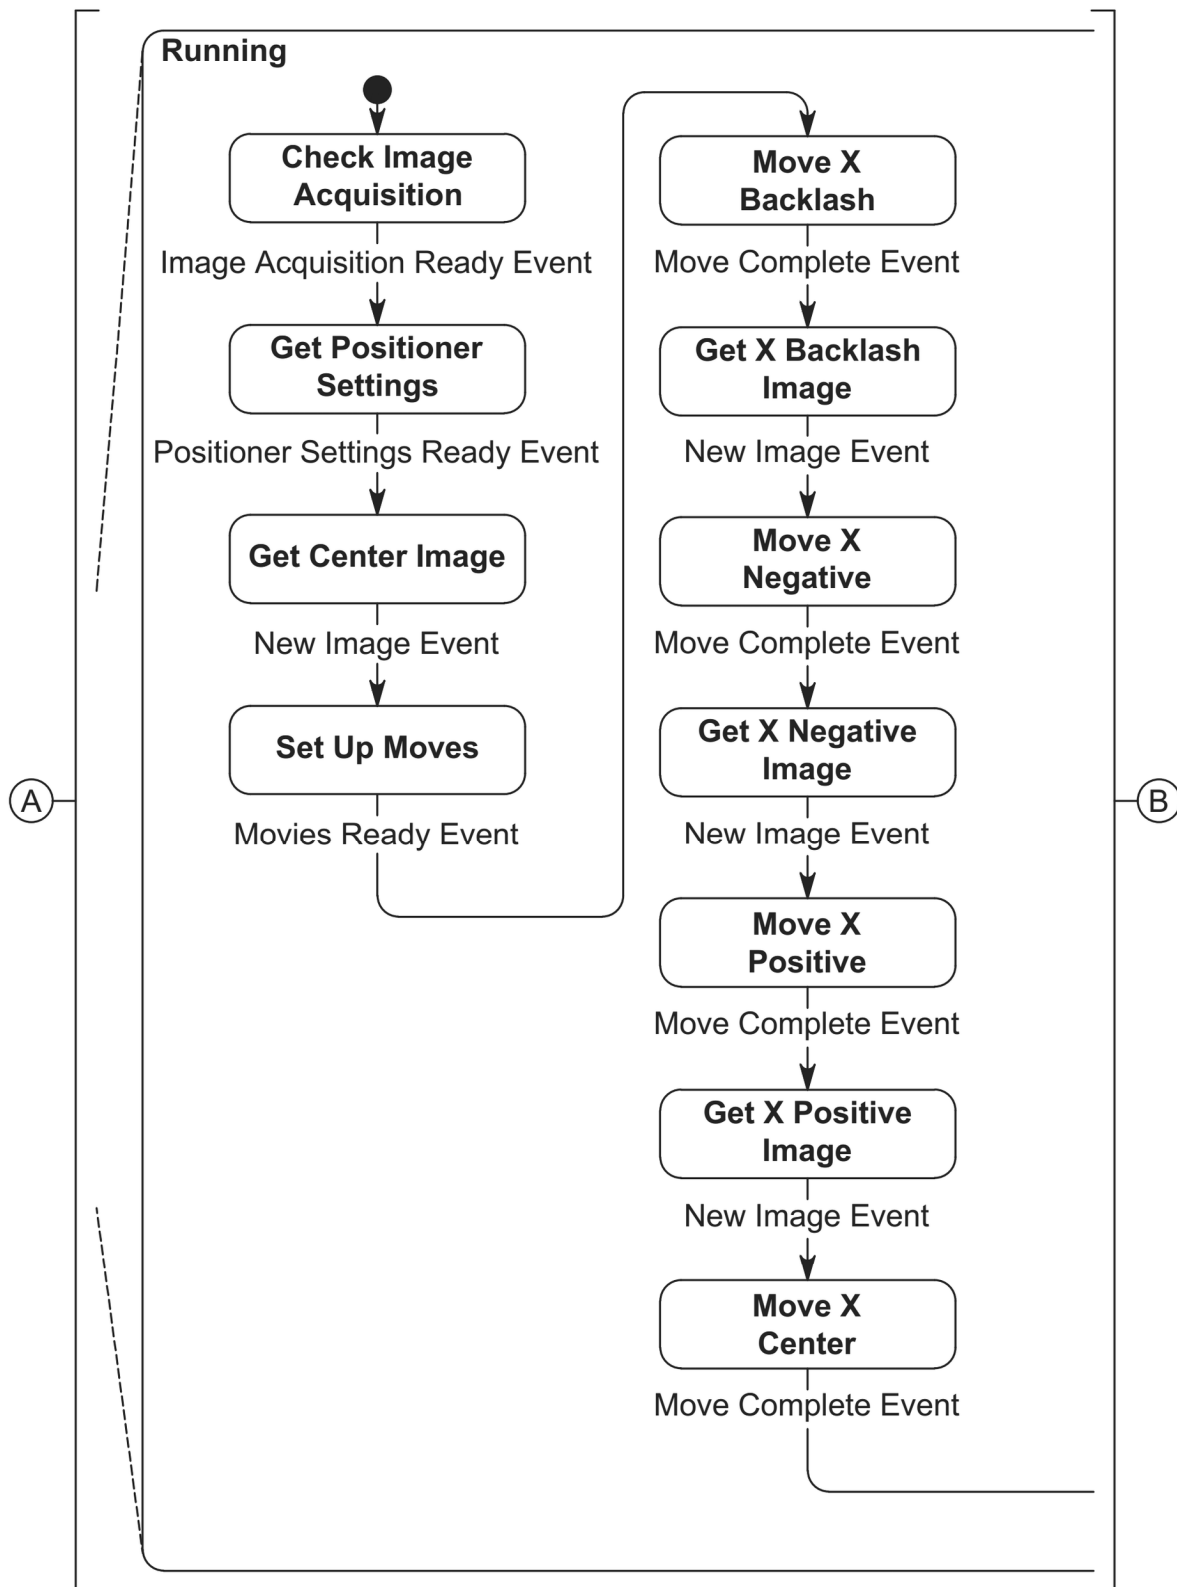 Running
Check Image
Acquisition
Image Acquisition Ready Event
Get Positioner
Settings
Positioner Settings Ready Event
Get Center Image
New Image Event
Set Up Moves
Movies Ready Event
Move X
Backlash
Move Complete Event
Get X Backlash
Image
New Image Event
Move X
Negative
Move Complete Event
Get X Negative
Image
New Image Event
Move X
Positive
Move Complete Event
Get X Positive
Image
New Image Event
Move X
Center
Move Complete Event
A
B